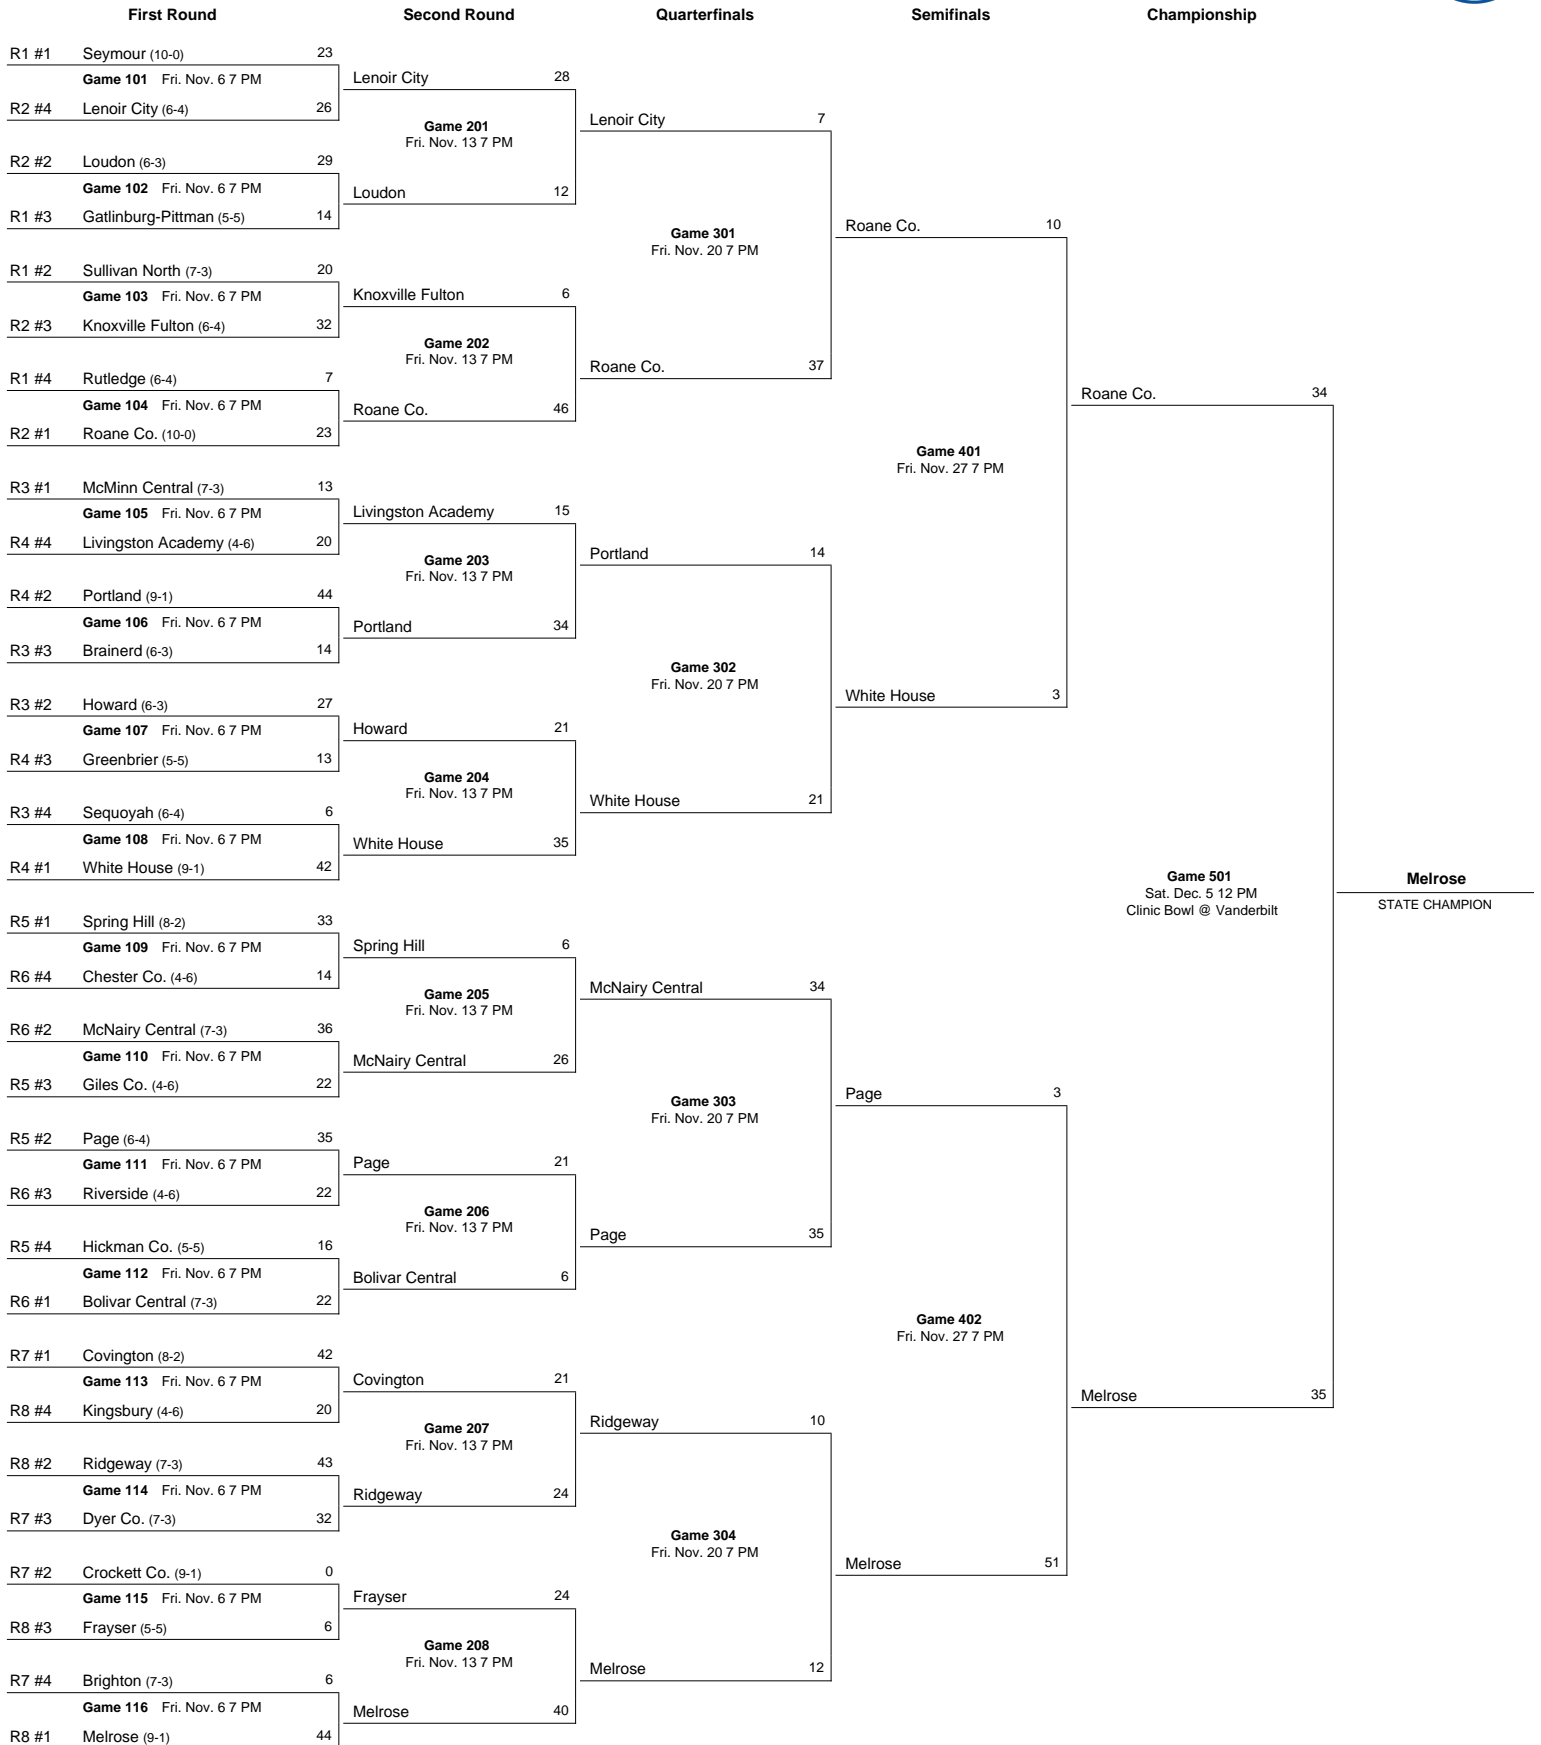 First Round Second Round Quarterfinals Semifinals Championship
R1 #1 Seymour (10-0) 23
Game 101 Fri. Nov. 6 7 PM
R2 #4 Lenoir City (6-4) 26
R2 #2 Loudon (6-3) 29
Game 102 Fri. Nov. 6 7 PM
R1 #3 Gatlinburg-Pittman (5-5) 14
R1 #2 Sullivan North (7-3) 20
Game 103 Fri. Nov. 6 7 PM
R2 #3 Knoxville Fulton (6-4) 32
R1 #4 Rutledge (6-4) 7
Game 104 Fri. Nov. 6 7 PM
R2 #1 Roane Co. (10-0) 23
R3 #1 McMinn Central (7-3) 13
Game 105 Fri. Nov. 6 7 PM
R4 #4 Livingston Academy (4-6) 20
R4 #2 Portland (9-1) 44
Game 106 Fri. Nov. 6 7 PM
R3 #3 Brainerd (6-3) 14
R3 #2 Howard (6-3) 27
Game 107 Fri. Nov. 6 7 PM
R4 #3 Greenbrier (5-5) 13
R3 #4 Sequoyah (6-4) 6
Game 108 Fri. Nov. 6 7 PM
R4 #1 White House (9-1) 42
R5 #1 Spring Hill (8-2) 33
Game 109 Fri. Nov. 6 7 PM
R6 #4 Chester Co. (4-6) 14
R6 #2 McNairy Central (7-3) 36
Game 110 Fri. Nov. 6 7 PM
R5 #3 Giles Co. (4-6) 22
R5 #2 Page (6-4) 35
Game 111 Fri. Nov. 6 7 PM
R6 #3 Riverside (4-6) 22
R5 #4 Hickman Co. (5-5) 16
Game 112 Fri. Nov. 6 7 PM
R6 #1 Bolivar Central (7-3) 22
R7 #1 Covington (8-2) 42
Game 113 Fri. Nov. 6 7 PM
R8 #4 Kingsbury (4-6) 20
R8 #2 Ridgeway (7-3) 43
Game 114 Fri. Nov. 6 7 PM
R7 #3 Dyer Co. (7-3) 32
R7 #2 Crockett Co. (9-1) 0
Game 115 Fri. Nov. 6 7 PM
R8 #3 Frayser (5-5) 6
R7 #4 Brighton (7-3) 6
Game 116 Fri. Nov. 6 7 PM
R8 #1 Melrose (9-1) 44
Lenoir City 28
Game 201
Fri. Nov. 13 7 PM
Loudon 12
Knoxville Fulton 6
Game 202
Fri. Nov. 13 7 PM
Roane Co. 46
Livingston Academy 15
Game 203
Fri. Nov. 13 7 PM
Portland 34
Howard 21
Game 204
Fri. Nov. 13 7 PM
White House 35
Spring Hill 6
Game 205
Fri. Nov. 13 7 PM
McNairy Central 26
Page 21
Game 206
Fri. Nov. 13 7 PM
Bolivar Central 6
Covington 21
Game 207
Fri. Nov. 13 7 PM
Ridgeway 24
Frayser 24
Game 208
Fri. Nov. 13 7 PM
Melrose 40
Lenoir City 7
Game 301
Fri. Nov. 20 7 PM
Roane Co. 37
Portland 14
Game 302
Fri. Nov. 20 7 PM
White House 21
McNairy Central 34
Game 303
Fri. Nov. 20 7 PM
Page 35
Ridgeway 10
Game 304
Fri. Nov. 20 7 PM
Melrose 12
Roane Co. 10
Game 401
Fri. Nov. 27 7 PM
White House 3
Page 3
Game 402
Fri. Nov. 27 7 PM
Melrose 51
Roane Co. 34
Game 501
Sat. Dec. 5 12 PM
Clinic Bowl @ Vanderbilt
Melrose 35
Melrose
STATE CHAMPION